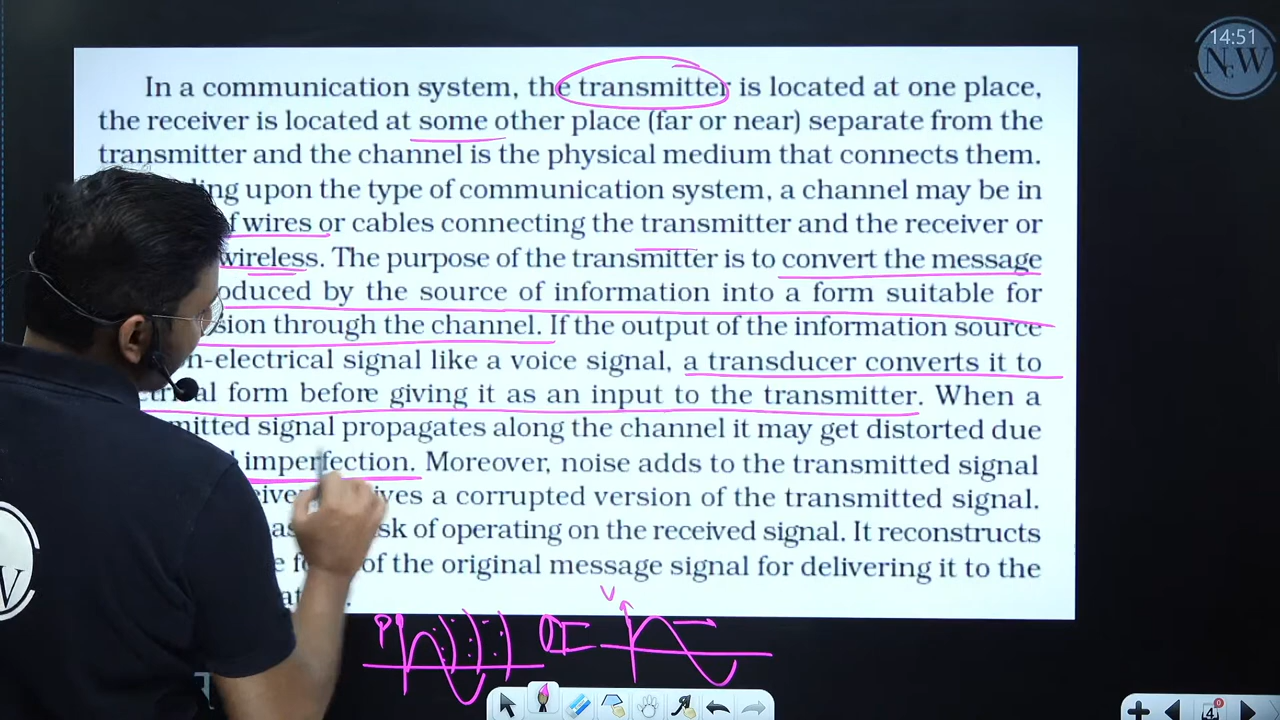 14:51
NcW
In a communication system, the transmitter is located at one place,
the receiver is located at some other place (far or near) separate from the
transmitter and the channel is the physical medium that connects them.
ing upon the type of communication system, a channel may be in
f wires or cables connecting the transmitter and the receiver or
wireless. The purpose of the transmitter is to convert the message
oduced by the source of information into a form suitable for
sion through the channel. If the output of the information source
n-electrical signal like a voice signal, a transducer converts it to
al form before giving it as an input to the transmitter. When a
mitted signal propagates along the channel it may get distorted due
imperfection. Moreover, noise adds to the transmitted signal
eiver ives a corrupted version of the transmitted signal.
as sk of operating on the received signal. It reconstructs
e of the original message signal for delivering it to the
P
V
W
4